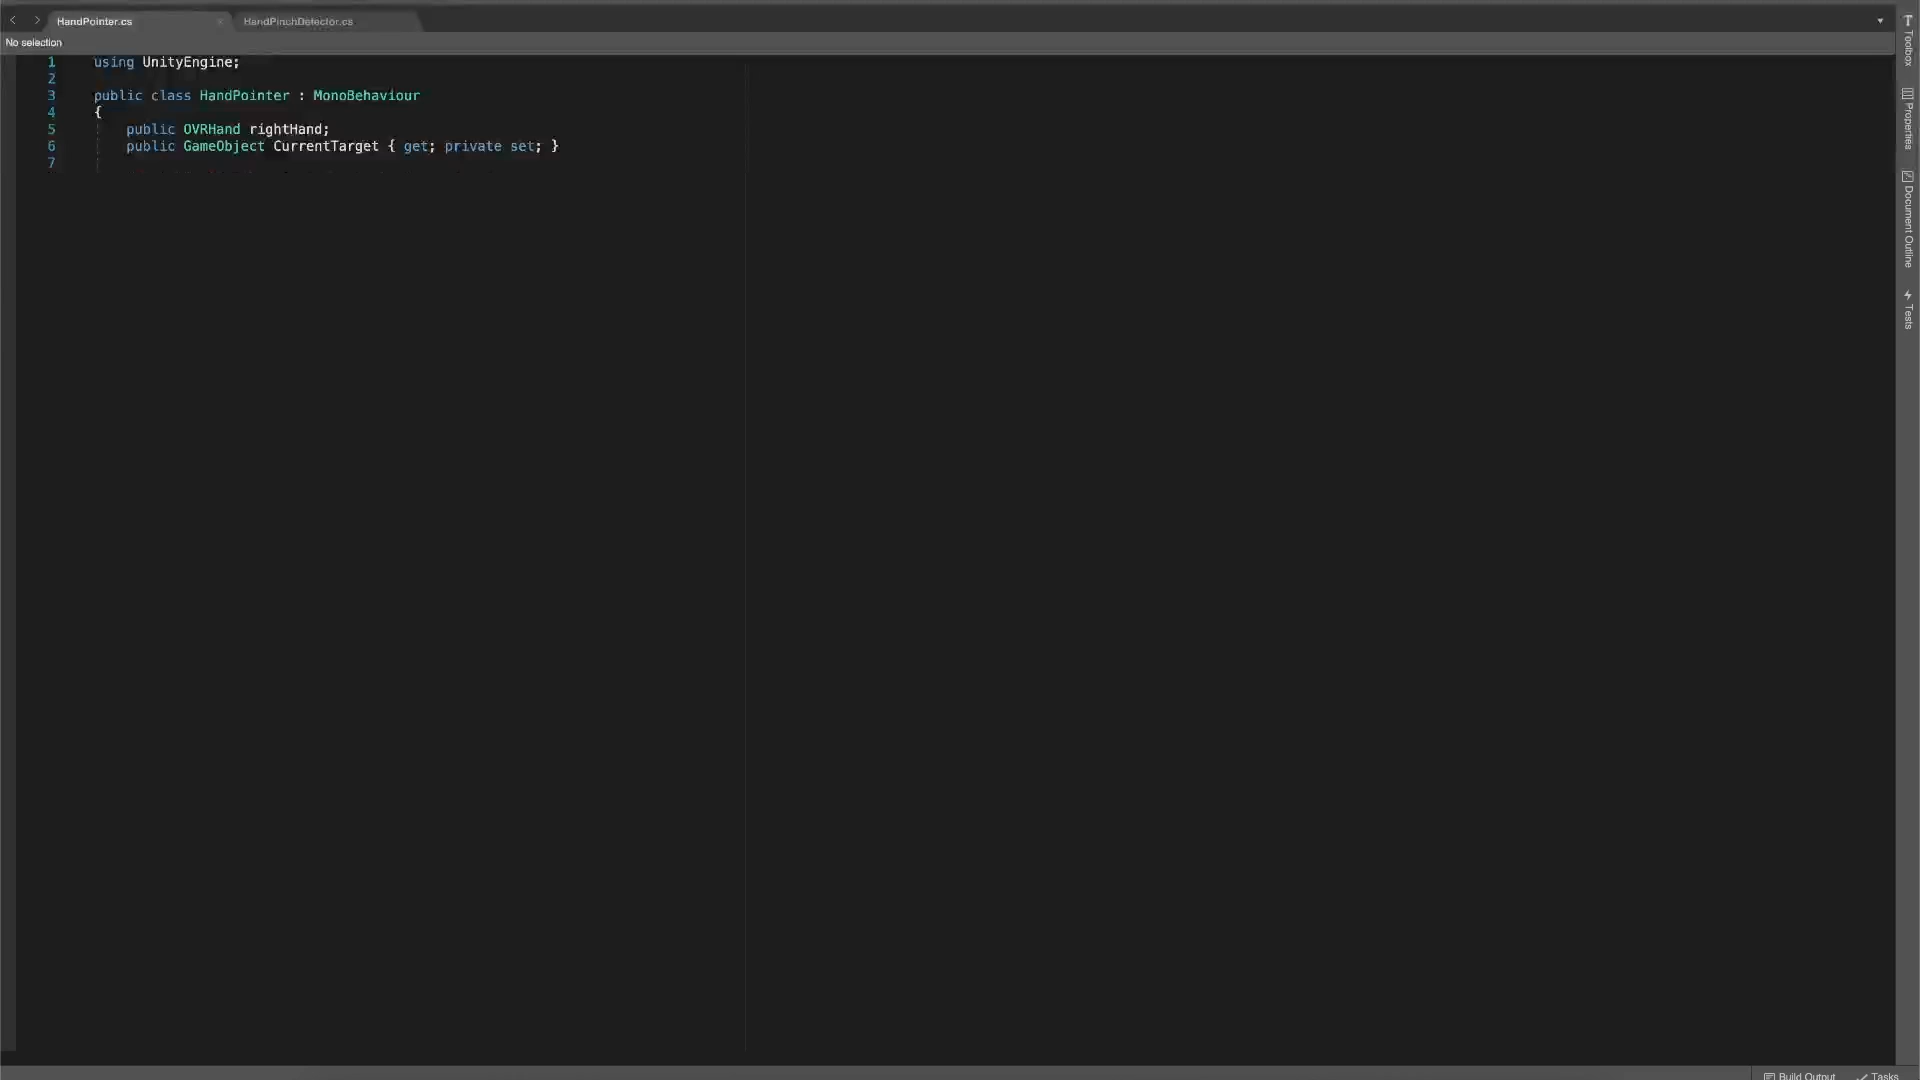 HandPointer.cs
HandPinchDetector.cs
No selection
1 using UnityEngine;
2
3 public class HandPointer : MonoBehaviour
4 {
5 public OVRHand rightHand;
6 public GameObject CurrentTarget { get; private set; }
7
Toolbox
Properties
Document Outline
Tests
Build Output
Tasks